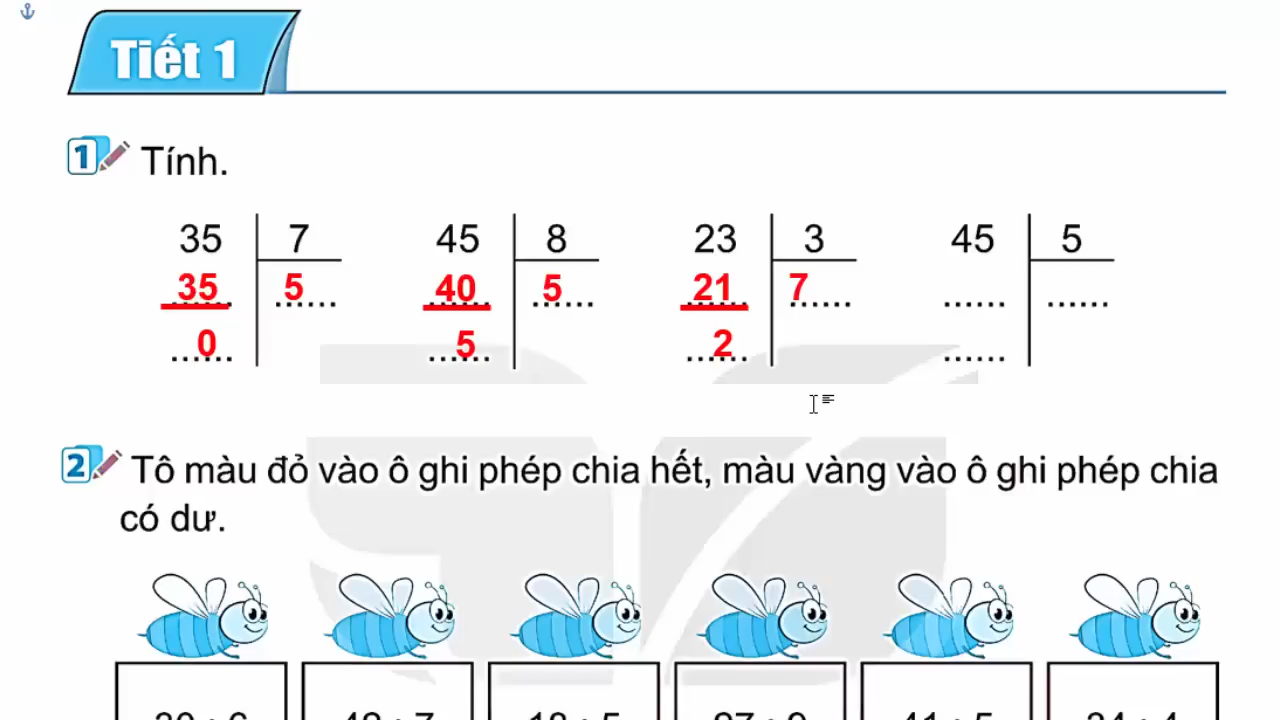 Tiết 1
1 Tính.
35 7 45 8 23 3 45 5
35 5 40 5 21 7 ...... ......
0 5 2 ......
2 Tô màu đỏ vào ô ghi phép chia hết, màu vàng vào ô ghi phép chia
có dư.